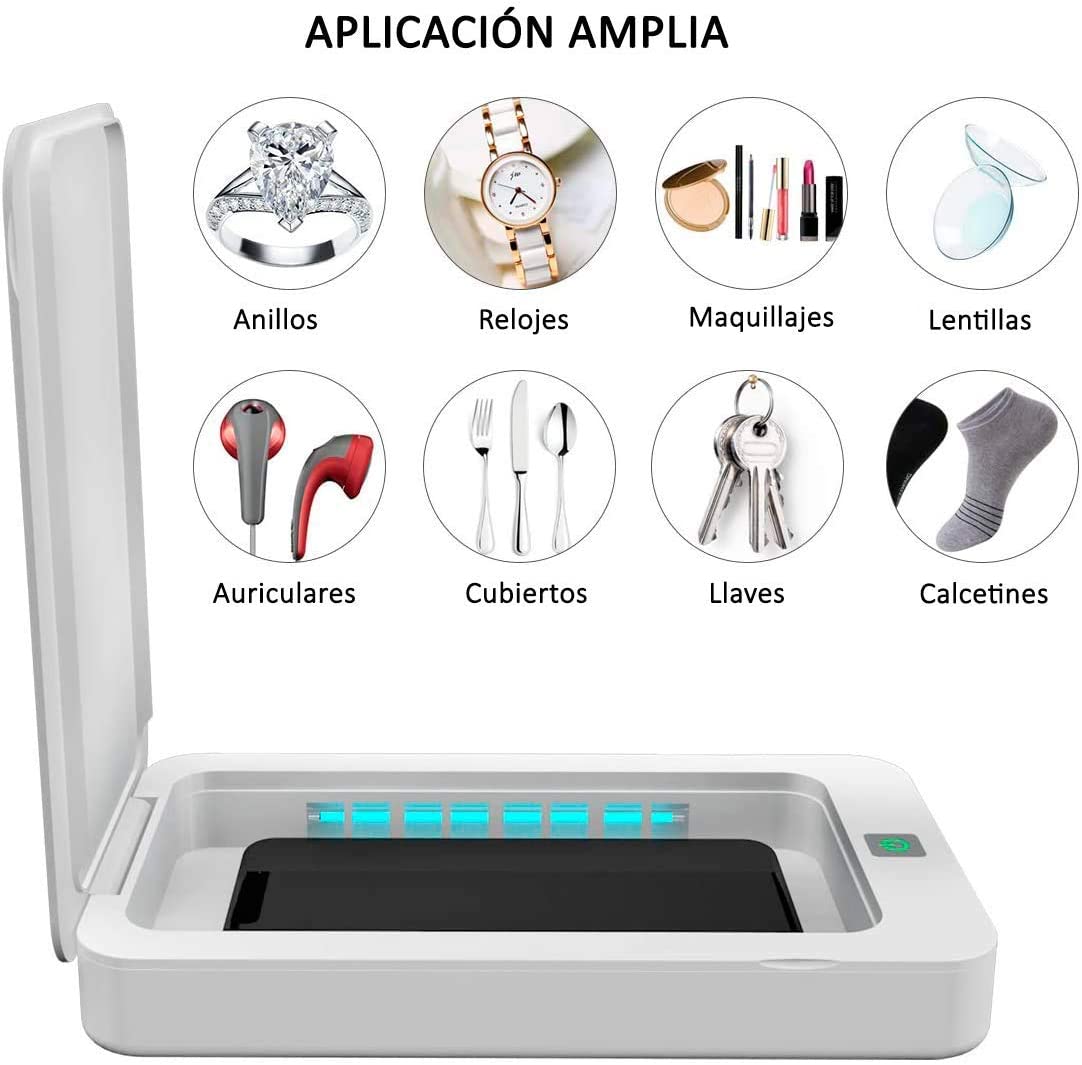 APLICACIÓN AMPLIA
Anillos
Relojes
Maquillajes
Lentillas
Auriculares
Cubiertos
Llaves
Calcetines